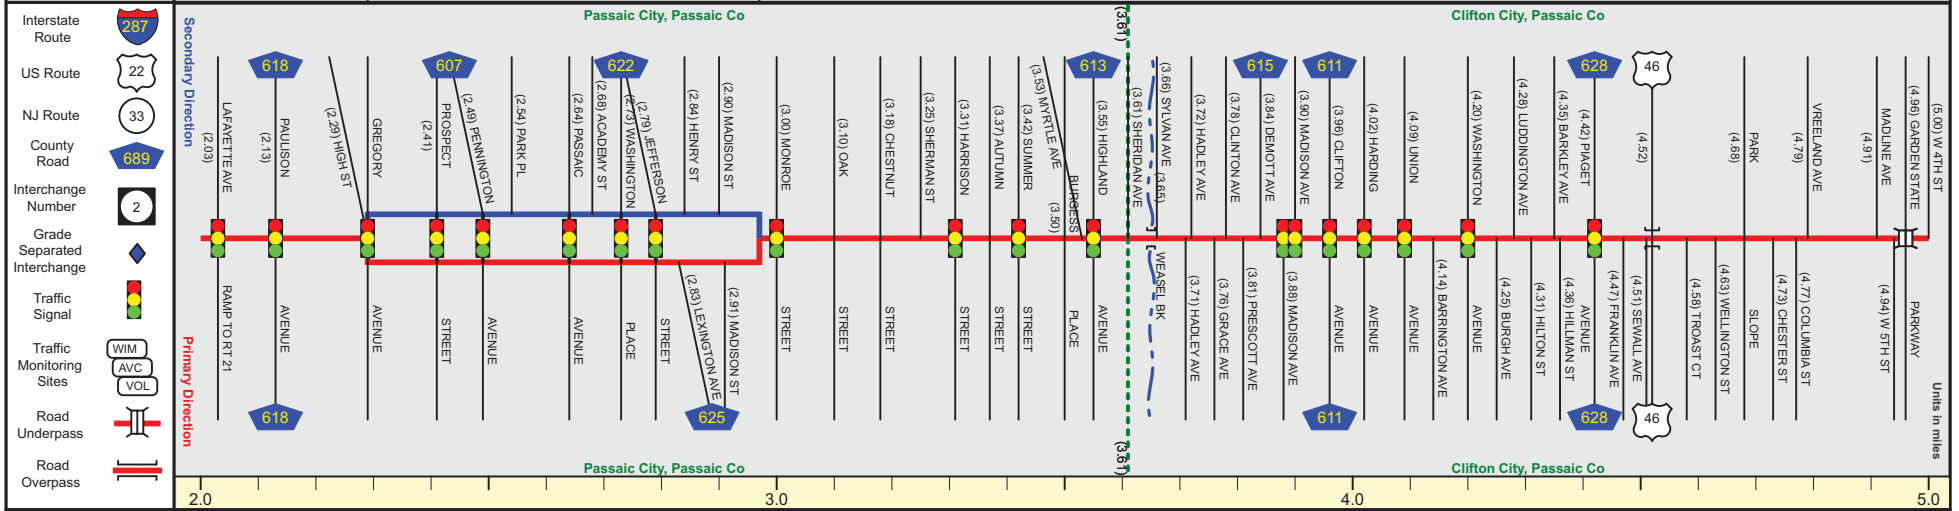 Interstate
Route
287
US Route
22
NJ Route
33
County
Road
689
Interchange
Number
2
Grade
Separated
Interchange
Traffic
Signal
Traffic
Monitoring
Sites
WIM
AVC
VOL
Road
Underpass
Road
Overpass
Secondary Direction
Primary Direction
Passaic City, Passaic Co
(3.61)
Clifton City, Passaic Co
618
607
622
613
615
611
628
46
LAFAYETTE AVE
(2.03)
PAULISON
(2.13)
(2.29) HIGH ST
GREGORY
PROSPECT
(2.41)
(2.49) PENNINGTON
(2.54) PARK PL
(2.64) PASSAIC
(2.68) ACADEMY ST
(2.73) WASHINGTON
(2.79) JEFFERSON
(2.84) HENRY ST
(2.90) MADISON ST
(3.00) MONROE
(3.10) OAK
(3.18) CHESTNUT
(3.25) SHERMAN ST
(3.31) HARRISON
(3.37) AUTUMN
(3.42) SUMMER
(3.53) MYRTLE AVE
BURGESS
(3.50)
(3.55) HIGHLAND
(3.61) SHERIDAN AVE
(3.66) SYLVAN AVE
(3.65)
(3.72) HADLEY AVE
(3.78) CLINTON AVE
(3.84) DEMOTT AVE
(3.90) MADISON AVE
(3.96) CLIFTON
(4.02) HARDING
(4.09) UNION
(4.20) WASHINGTON
(4.28) LUDDINGTON AVE
(4.35) BARKLEY AVE
(4.42) PIAGET
(4.52)
(4.68)
PARK
(4.79)
VREELAND AVE
(4.91)
MADLINE AVE
(4.96) GARDEN STATE
(5.00) W 4TH ST
RAMP TO RT 21
AVENUE
AVENUE
STREET
AVENUE
AVENUE
PLACE
STREET
(2.83) LEXINGTON AVE
(2.91) MADISON ST
STREET
STREET
STREET
STREET
STREET
STREET
PLACE
AVENUE
WEASEL BK
(3.71) HADLEY AVE
(3.76) GRACE AVE
(3.81) PRESCOTT AVE
(3.88) MADISON AVE
AVENUE
AVENUE
AVENUE
(4.14) BARRINGTON AVE
AVENUE
(4.25) BURGH AVE
(4.31) HILTON ST
(4.36) HILLMAN ST
AVENUE
(4.47) FRANKLIN AVE
(4.51) SEWALL AVE
(4.58) TROAST CT
(4.63) WELLINGTON ST
SLOPE
(4.73) CHESTER ST
(4.77) COLUMBIA ST
(4.94) W 5TH ST
PARKWAY
618
625
611
628
46
Units in miles
Passaic City, Passaic Co
(3.61)
Clifton City, Passaic Co
2.0
3.0
4.0
5.0